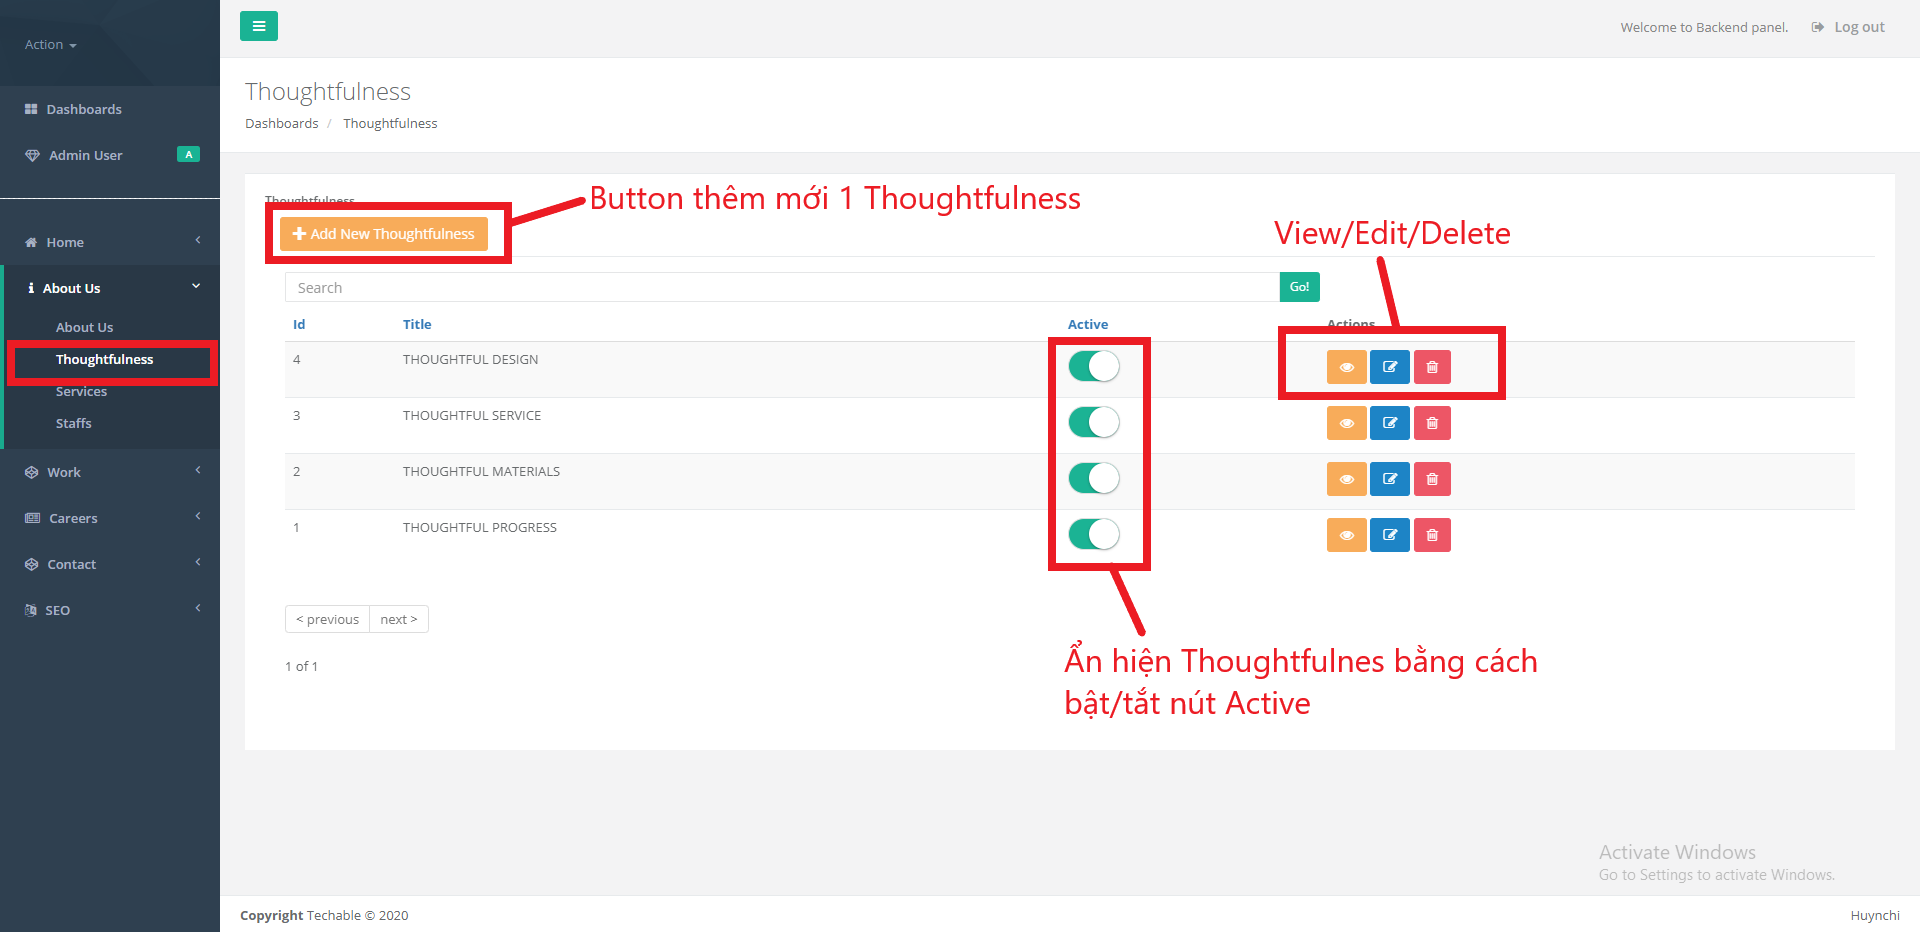 Action
Welcome to Backend panel. Log out
Dashboards
Admin User A
Home
About Us
About Us
Thoughtfulness
Services
Staffs
Work
Careers
Contact
SEO
Thoughtfulness
Dashboards / Thoughtfulness
Thoughtfulness
Button thêm mới 1 Thoughtfulness
Add New Thoughtfulness
View/Edit/Delete
Search Go!
Id Title Active Actions
4 THOUGHTFUL DESIGN
3 THOUGHTFUL SERVICE
2 THOUGHTFUL MATERIALS
1 THOUGHTFUL PROGRESS
< previous next >
1 of 1
Ẩn hiện Thoughtfulnes bằng cách
bật/tắt nút Active
Activate Windows
Go to Settings to activate Windows.
Copyright Techable © 2020 Huynchi